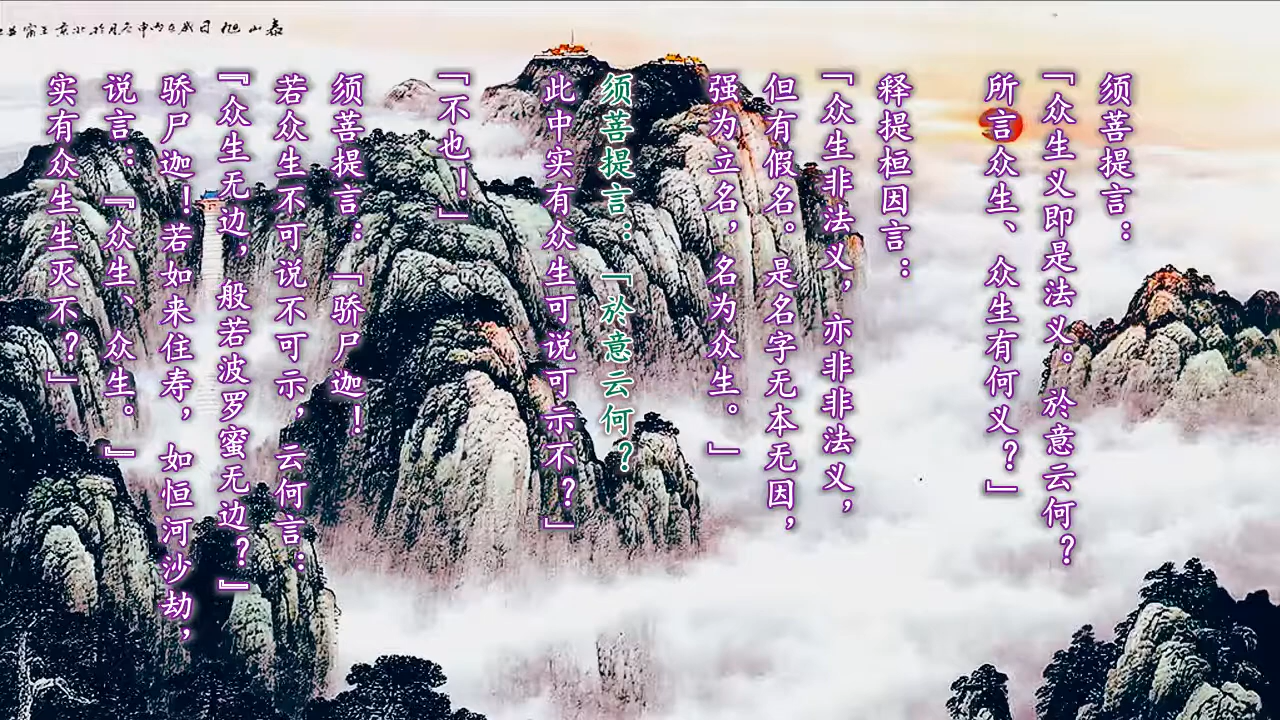 须菩提言：
「众生义即是法义。於意云何？
所言众生、众生有何义？」
释提桓因言：
「众生非法义，亦非非法义，
但有假名。是名字无本无因，
强为立名，名为众生。」
须菩提言：「於意云何？
此中实有众生可说可示不？」
「不也！」
须菩提言：「骄尸迦！
若众生不可说不可示，云何言：
『众生无边，般若波罗蜜无边？』
骄尸迦！若如来住寿，如恒河沙劫，
说言：『众生、众生。』
实有众生生灭不？」
泰山旭日